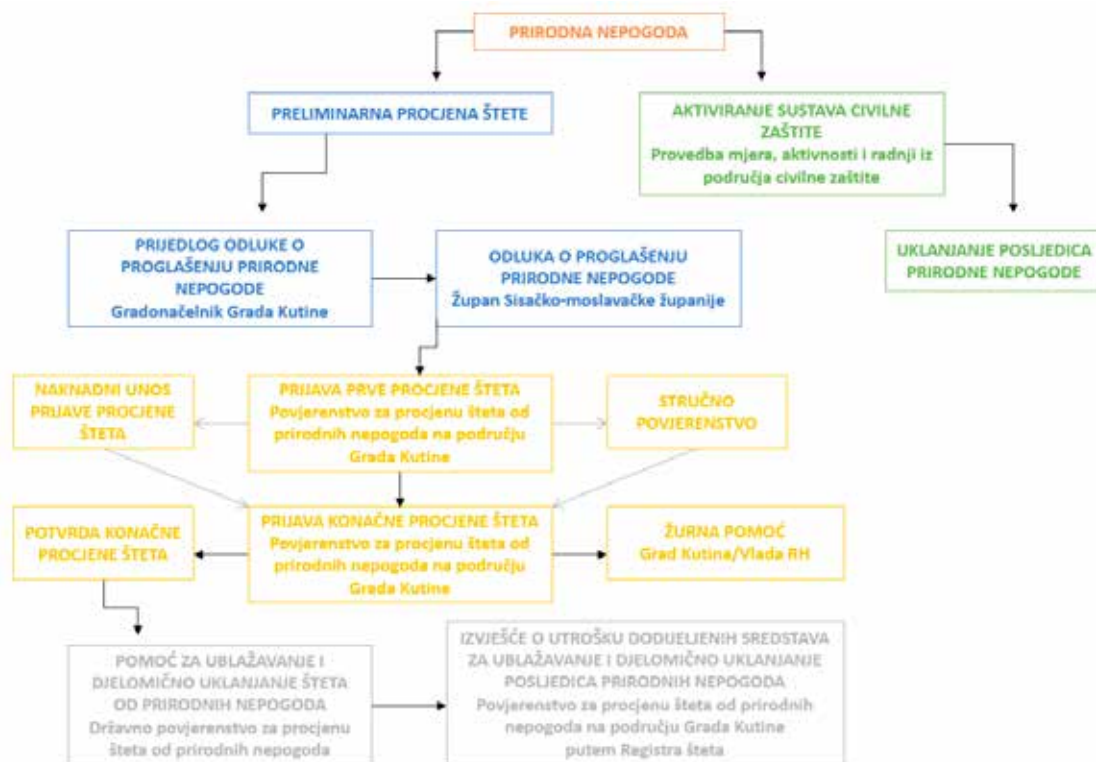 PRIRODNA NEPOGODA
PRELIMINARNA PROCJENA ŠTETE
AKTIVIRANJE SUSTAVA CIVILNE
ZAŠTITE
Provedba mjera, aktivnosti i radnji iz
područja civilne zaštite
PRIJEDLOG ODLUKE O
PROGLAŠENJU PRIRODNE
NEPOGODE
Gradonačelnik Grada Kutine
ODLUKA O PROGLAŠENJU
PRIRODNE NEPOGODE
Župan Sisačko-moslavačke županije
UKLANJANJE POSLJEDICA
PRIRODNE NEPOGODE
NAKNADNI UNOS
PRIJAVE PROCJENE
ŠTETA
PRIJAVA PRVE PROCJENE ŠTETA
Povjerenstvo za procjenu šteta od
prirodnih nepogoda na području
Grada Kutine
STRUČNO
POVJERENSTVO
POTVRDA KONAČNE
PROCJENE ŠTETA
PRIJAVA KONAČNE PROCJENE ŠTETA
Povjerenstvo za procjenu šteta od
prirodnih nepogoda na području
Grada Kutine
ŽURNA POMOĆ
Grad Kutina/Vlada RH
POMOĆ ZA UBLAŽAVANJE I
DJELOMIČNO UKLANJANJE ŠTETA
OD PRIRODNIH NEPOGODA
Državno povjerenstvo za procjenu
šteta od prirodnih nepogoda
IZVJEŠĆE O UTROŠKU DODIJELJENIH SREDSTAVA
ZA UBLAŽAVANJE I DJELOMIČNO UKLANJANJE
POSLJEDICA PRIRODNIH NEPOGODA
Povjerenstvo za procjenu šteta od prirodnih
nepogoda na području Grada Kutine
putem Registra šteta